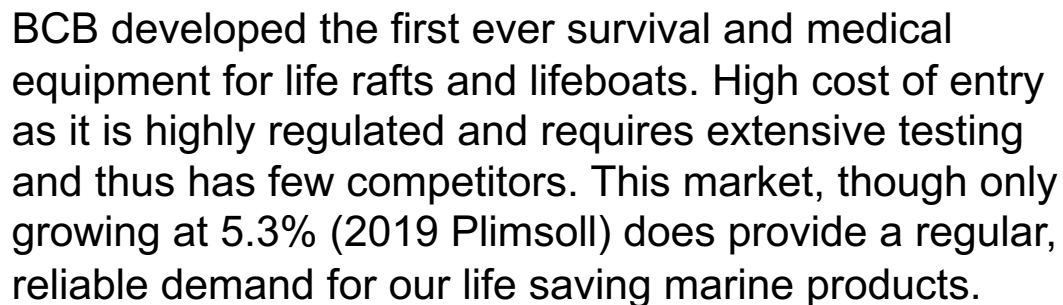 BCB developed the first ever survival and medical
equipment for life rafts and lifeboats. High cost of entry
as it is highly regulated and requires extensive testing
and thus has few competitors. This market, though only
growing at 5.3% (2019 Plimsoll) does provide a regular,
reliable demand for our life saving marine products.